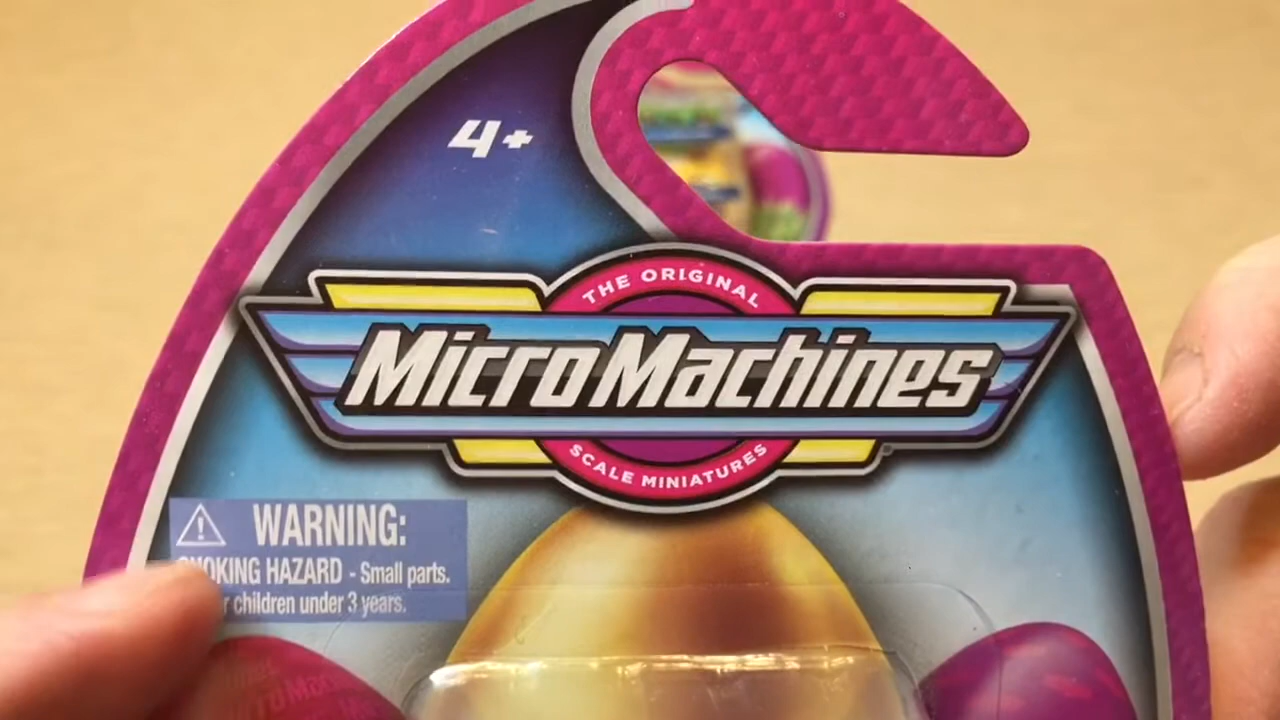 4+
THE ORIGINAL
MicroMachines
SCALE MINIATURES
WARNING:
HAZARD - Small parts.
children under 3 years.